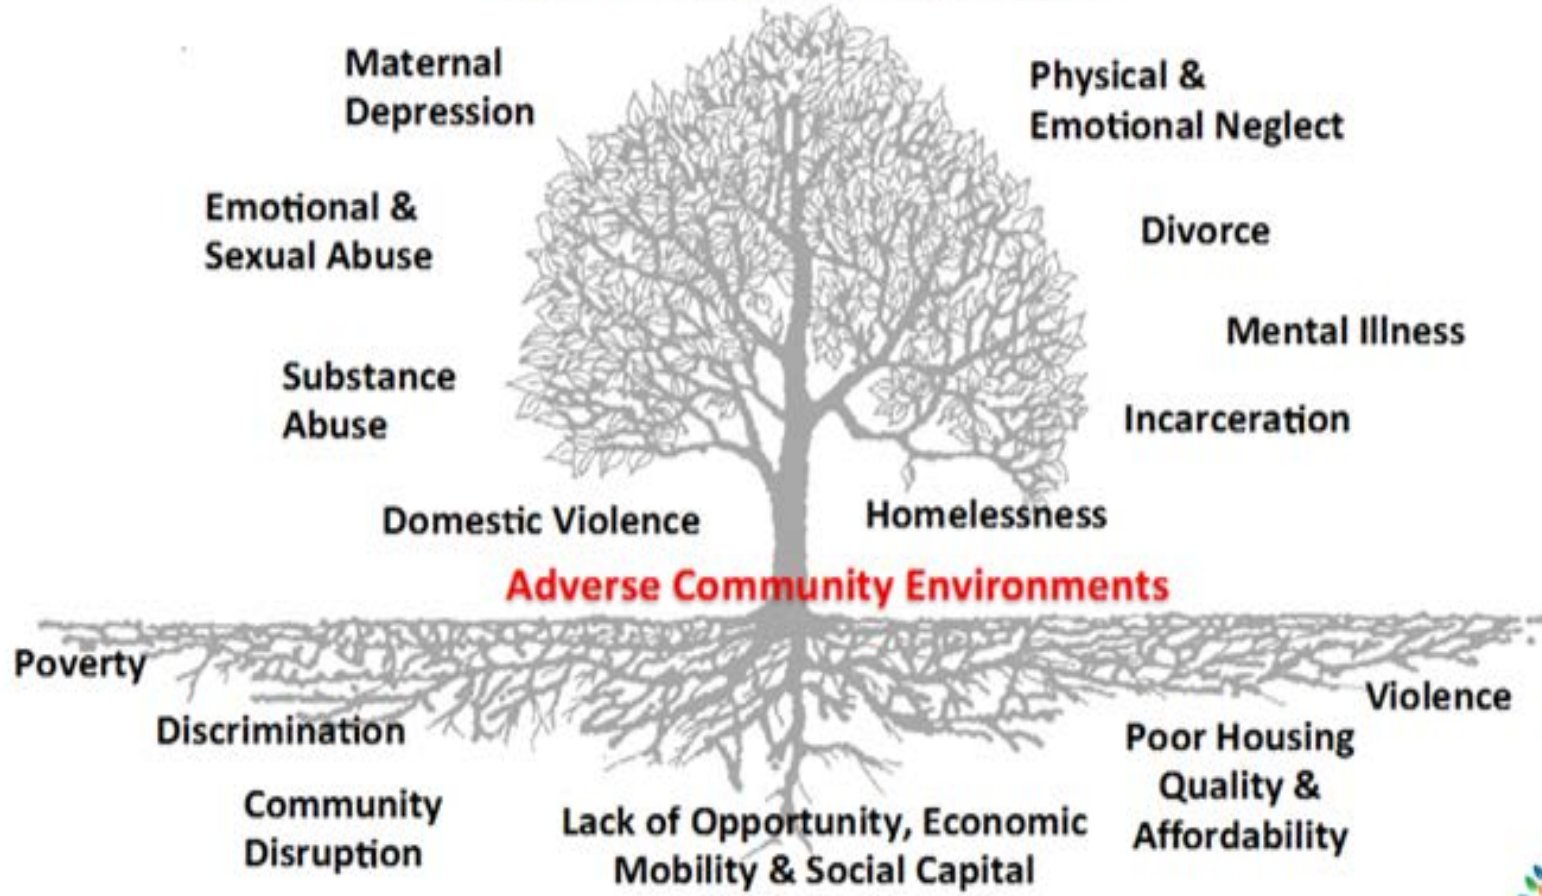 Maternal
Depression
Physical &
Emotional Neglect
Emotional &
Sexual Abuse
Divorce
Mental Illness
Substance
Abuse
Incarceration
Domestic Violence
Homelessness
Adverse Community Environments
Poverty
Violence
Discrimination
Poor Housing
Quality &
Affordability
Community
Disruption
Lack of Opportunity, Economic
Mobility & Social Capital